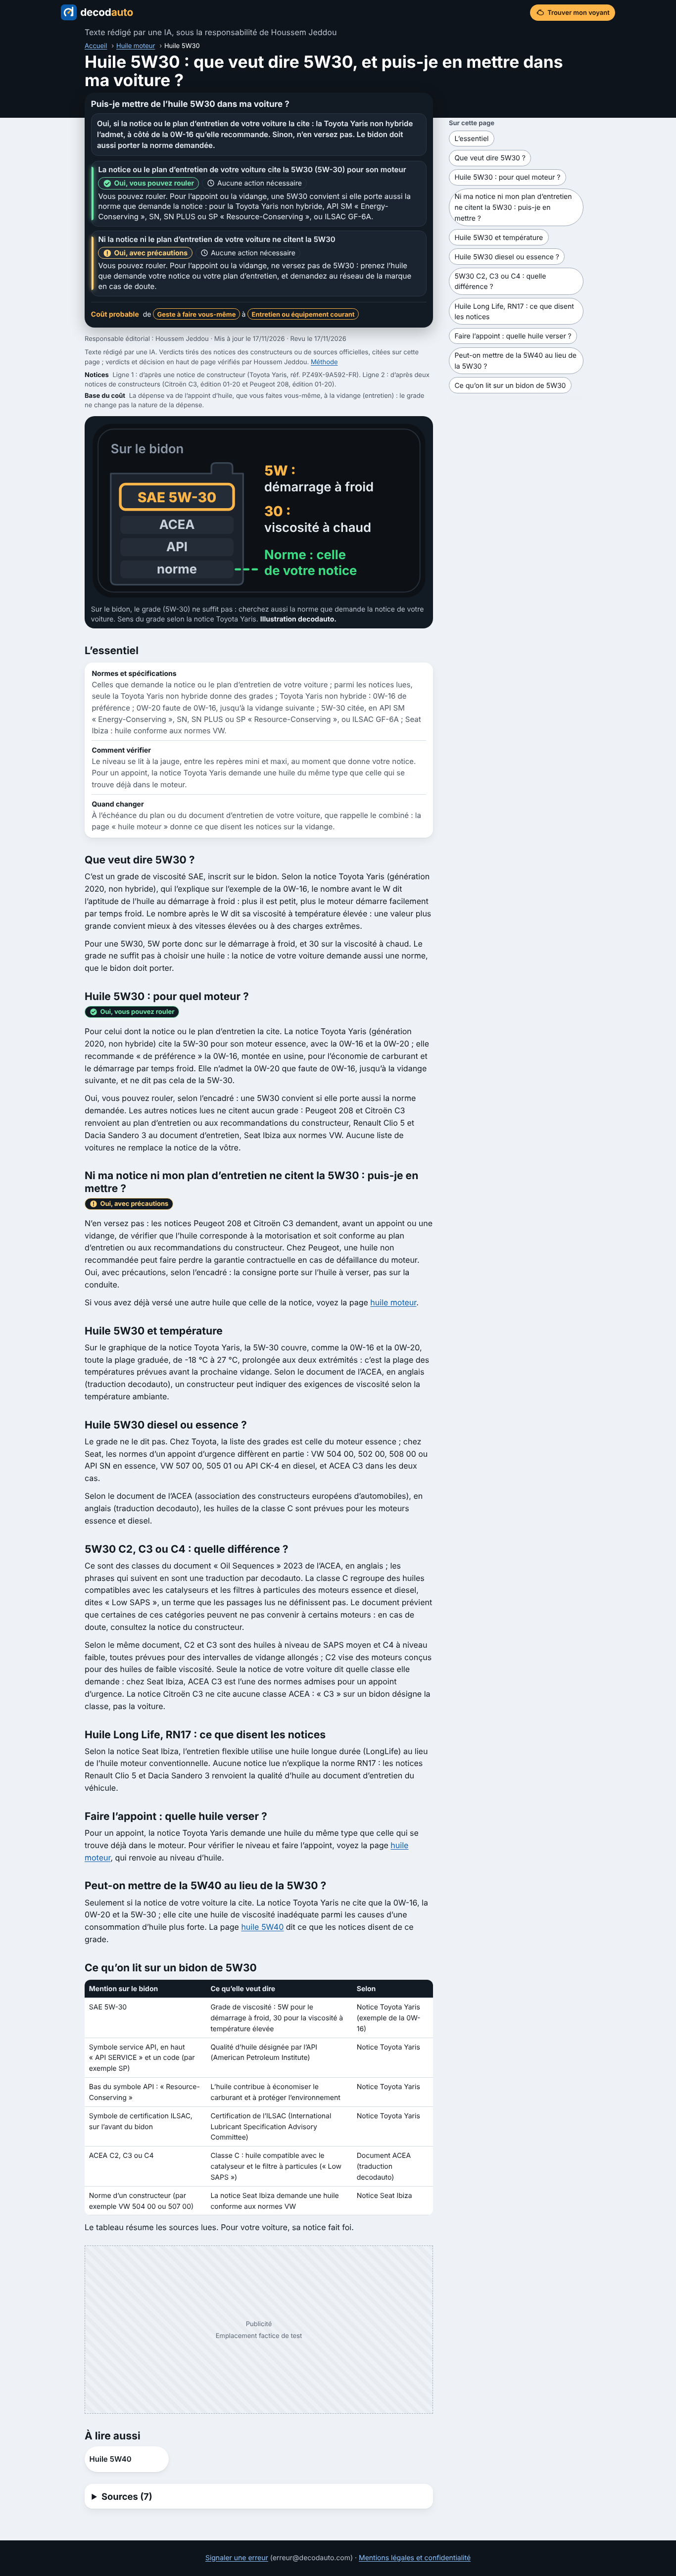 decodauto
Trouver mon voyant
Texte rédigé par une IA, sous la responsabilité de Houssem Jeddou
Accueil › Huile moteur › Huile 5W30
Huile 5W30 : que veut dire 5W30, et puis-je en mettre dans
ma voiture ?
Puis-je mettre de l’huile 5W30 dans ma voiture ?
Oui, si la notice ou le plan d’entretien de votre voiture la cite : la Toyota Yaris non hybride
l’admet, à côté de la 0W-16 qu’elle recommande. Sinon, n’en versez pas. Le bidon doit
aussi porter la norme demandée.
La notice ou le plan d’entretien de votre voiture cite la 5W30 (5W-30) pour son moteur
Oui, vous pouvez rouler
Aucune action nécessaire
Vous pouvez rouler. Pour l’appoint ou la vidange, une 5W30 convient si elle porte aussi la
norme que demande la notice : pour la Toyota Yaris non hybride, API SM « Energy-
Conserving », SN, SN PLUS ou SP « Resource-Conserving », ou ILSAC GF-6A.
Ni la notice ni le plan d’entretien de votre voiture ne citent la 5W30
Oui, avec précautions
Aucune action nécessaire
Vous pouvez rouler. Pour l’appoint ou la vidange, ne versez pas de 5W30 : prenez l’huile
que demande votre notice ou votre plan d’entretien, et demandez au réseau de la marque
en cas de doute.
Coût probable de Geste à faire vous-même à Entretien ou équipement courant
Responsable éditorial : Houssem Jeddou · Mis à jour le 17/11/2026 · Revu le 17/11/2026
Texte rédigé par une IA. Verdicts tirés des notices des constructeurs ou de sources officielles, citées sur cette
page ; verdicts et décision en haut de page vérifiés par Houssem Jeddou. Méthode
Notices Ligne 1 : d’après une notice de constructeur (Toyota Yaris, réf. PZ49X-9A592-FR). Ligne 2 : d’après deux
notices de constructeurs (Citroën C3, édition 01-20 et Peugeot 208, édition 01-20).
Base du coût La dépense va de l’appoint d’huile, que vous faites vous-même, à la vidange (entretien) : le grade
ne change pas la nature de la dépense.
Sur le bidon
SAE 5W-30
ACEA
API
norme
5W :
démarrage à froid
30 :
viscosité à chaud
Norme : celle
de votre notice
Sur le bidon, le grade (5W-30) ne suffit pas : cherchez aussi la norme que demande la notice de votre
voiture. Sens du grade selon la notice Toyota Yaris. Illustration decodauto.
Sur cette page
L’essentiel
Que veut dire 5W30 ?
Huile 5W30 : pour quel moteur ?
Ni ma notice ni mon plan d’entretien
ne citent la 5W30 : puis-je en
mettre ?
Huile 5W30 et température
Huile 5W30 diesel ou essence ?
5W30 C2, C3 ou C4 : quelle
différence ?
Huile Long Life, RN17 : ce que disent
les notices
Faire l’appoint : quelle huile verser ?
Peut-on mettre de la 5W40 au lieu de
la 5W30 ?
Ce qu’on lit sur un bidon de 5W30
L’essentiel
Normes et spécifications
Celles que demande la notice ou le plan d’entretien de votre voiture ; parmi les notices lues,
seule la Toyota Yaris non hybride donne des grades ; Toyota Yaris non hybride : 0W-16 de
préférence ; 0W-20 faute de 0W-16, jusqu’à la vidange suivante ; 5W-30 citée, en API SM
« Energy-Conserving », SN, SN PLUS ou SP « Resource-Conserving », ou ILSAC GF-6A ; Seat
Ibiza : huile conforme aux normes VW.
Comment vérifier
Le niveau se lit à la jauge, entre les repères mini et maxi, au moment que donne votre notice.
Pour un appoint, la notice Toyota Yaris demande une huile du même type que celle qui se
trouve déjà dans le moteur.
Quand changer
À l’échéance du plan ou du document d’entretien de votre voiture, que rappelle le combiné : la
page « huile moteur » donne ce que disent les notices sur la vidange.
Que veut dire 5W30 ?
C’est un grade de viscosité SAE, inscrit sur le bidon. Selon la notice Toyota Yaris (génération
2020, non hybride), qui l’explique sur l’exemple de la 0W-16, le nombre avant le W dit
l’aptitude de l’huile au démarrage à froid : plus il est petit, plus le moteur démarre facilement
par temps froid. Le nombre après le W dit sa viscosité à température élevée : une valeur plus
grande convient mieux à des vitesses élevées ou à des charges extrêmes.
Pour une 5W30, 5W porte donc sur le démarrage à froid, et 30 sur la viscosité à chaud. Le
grade ne suffit pas à choisir une huile : la notice de votre voiture demande aussi une norme,
que le bidon doit porter.
Huile 5W30 : pour quel moteur ?
Oui, vous pouvez rouler
Pour celui dont la notice ou le plan d’entretien la cite. La notice Toyota Yaris (génération
2020, non hybride) cite la 5W-30 pour son moteur essence, avec la 0W-16 et la 0W-20 ; elle
recommande « de préférence » la 0W-16, montée en usine, pour l’économie de carburant et
le démarrage par temps froid. Elle n’admet la 0W-20 que faute de 0W-16, jusqu’à la vidange
suivante, et ne dit pas cela de la 5W-30.
Oui, vous pouvez rouler, selon l’encadré : une 5W30 convient si elle porte aussi la norme
demandée. Les autres notices lues ne citent aucun grade : Peugeot 208 et Citroën C3
renvoient au plan d’entretien ou aux recommandations du constructeur, Renault Clio 5 et
Dacia Sandero 3 au document d’entretien, Seat Ibiza aux normes VW. Aucune liste de
voitures ne remplace la notice de la vôtre.
Ni ma notice ni mon plan d’entretien ne citent la 5W30 : puis-je en
mettre ?
Oui, avec précautions
N’en versez pas : les notices Peugeot 208 et Citroën C3 demandent, avant un appoint ou une
vidange, de vérifier que l’huile corresponde à la motorisation et soit conforme au plan
d’entretien ou aux recommandations du constructeur. Chez Peugeot, une huile non
recommandée peut faire perdre la garantie contractuelle en cas de défaillance du moteur.
Oui, avec précautions, selon l’encadré : la consigne porte sur l’huile à verser, pas sur la
conduite.
Si vous avez déjà versé une autre huile que celle de la notice, voyez la page huile moteur.
Huile 5W30 et température
Sur le graphique de la notice Toyota Yaris, la 5W-30 couvre, comme la 0W-16 et la 0W-20,
toute la plage graduée, de -18 °C à 27 °C, prolongée aux deux extrémités : c’est la plage des
températures prévues avant la prochaine vidange. Selon le document de l’ACEA, en anglais
(traduction decodauto), un constructeur peut indiquer des exigences de viscosité selon la
température ambiante.
Huile 5W30 diesel ou essence ?
Le grade ne le dit pas. Chez Toyota, la liste des grades est celle du moteur essence ; chez
Seat, les normes d’un appoint d’urgence diffèrent en partie : VW 504 00, 502 00, 508 00 ou
API SN en essence, VW 507 00, 505 01 ou API CK-4 en diesel, et ACEA C3 dans les deux
cas.
Selon le document de l’ACEA (association des constructeurs européens d’automobiles), en
anglais (traduction decodauto), les huiles de la classe C sont prévues pour les moteurs
essence et diesel.
5W30 C2, C3 ou C4 : quelle différence ?
Ce sont des classes du document « Oil Sequences » 2023 de l’ACEA, en anglais ; les
phrases qui suivent en sont une traduction par decodauto. La classe C regroupe des huiles
compatibles avec les catalyseurs et les filtres à particules des moteurs essence et diesel,
dites « Low SAPS », un terme que les passages lus ne définissent pas. Le document prévient
que certaines de ces catégories peuvent ne pas convenir à certains moteurs : en cas de
doute, consultez la notice du constructeur.
Selon le même document, C2 et C3 sont des huiles à niveau de SAPS moyen et C4 à niveau
faible, toutes prévues pour des intervalles de vidange allongés ; C2 vise des moteurs conçus
pour des huiles de faible viscosité. Seule la notice de votre voiture dit quelle classe elle
demande : chez Seat Ibiza, ACEA C3 est l’une des normes admises pour un appoint
d’urgence. La notice Citroën C3 ne cite aucune classe ACEA : « C3 » sur un bidon désigne la
classe, pas la voiture.
Huile Long Life, RN17 : ce que disent les notices
Selon la notice Seat Ibiza, l’entretien flexible utilise une huile longue durée (LongLife) au lieu
de l’huile moteur conventionnelle. Aucune notice lue n’explique la norme RN17 : les notices
Renault Clio 5 et Dacia Sandero 3 renvoient la qualité d’huile au document d’entretien du
véhicule.
Faire l’appoint : quelle huile verser ?
Pour un appoint, la notice Toyota Yaris demande une huile du même type que celle qui se
trouve déjà dans le moteur. Pour vérifier le niveau et faire l’appoint, voyez la page huile
moteur, qui renvoie au niveau d’huile.
Peut-on mettre de la 5W40 au lieu de la 5W30 ?
Seulement si la notice de votre voiture la cite. La notice Toyota Yaris ne cite que la 0W-16, la
0W-20 et la 5W-30 ; elle cite une huile de viscosité inadéquate parmi les causes d’une
consommation d’huile plus forte. La page huile 5W40 dit ce que les notices disent de ce
grade.
Ce qu’on lit sur un bidon de 5W30
Mention sur le bidon Ce qu’elle veut dire Selon
SAE 5W-30
Grade de viscosité : 5W pour le
démarrage à froid, 30 pour la viscosité à
température élevée
Notice Toyota Yaris
(exemple de la 0W-
16)
Symbole service API, en haut
« API SERVICE » et un code (par
exemple SP)
Qualité d’huile désignée par l’API
(American Petroleum Institute)
Notice Toyota Yaris
Bas du symbole API : « Resource-
Conserving »
L’huile contribue à économiser le
carburant et à protéger l’environnement
Notice Toyota Yaris
Symbole de certification ILSAC,
sur l’avant du bidon
Certification de l’ILSAC (International
Lubricant Specification Advisory
Committee)
Notice Toyota Yaris
ACEA C2, C3 ou C4
Classe C : huile compatible avec le
catalyseur et le filtre à particules (« Low
SAPS »)
Document ACEA
(traduction
decodauto)
Norme d’un constructeur (par
exemple VW 504 00 ou 507 00)
La notice Seat Ibiza demande une huile
conforme aux normes VW
Notice Seat Ibiza
Le tableau résume les sources lues. Pour votre voiture, sa notice fait foi.
Publicité
Emplacement factice de test
À lire aussi
Huile 5W40
Sources (7)
Signaler une erreur (erreur@decodauto.com) · Mentions légales et confidentialité